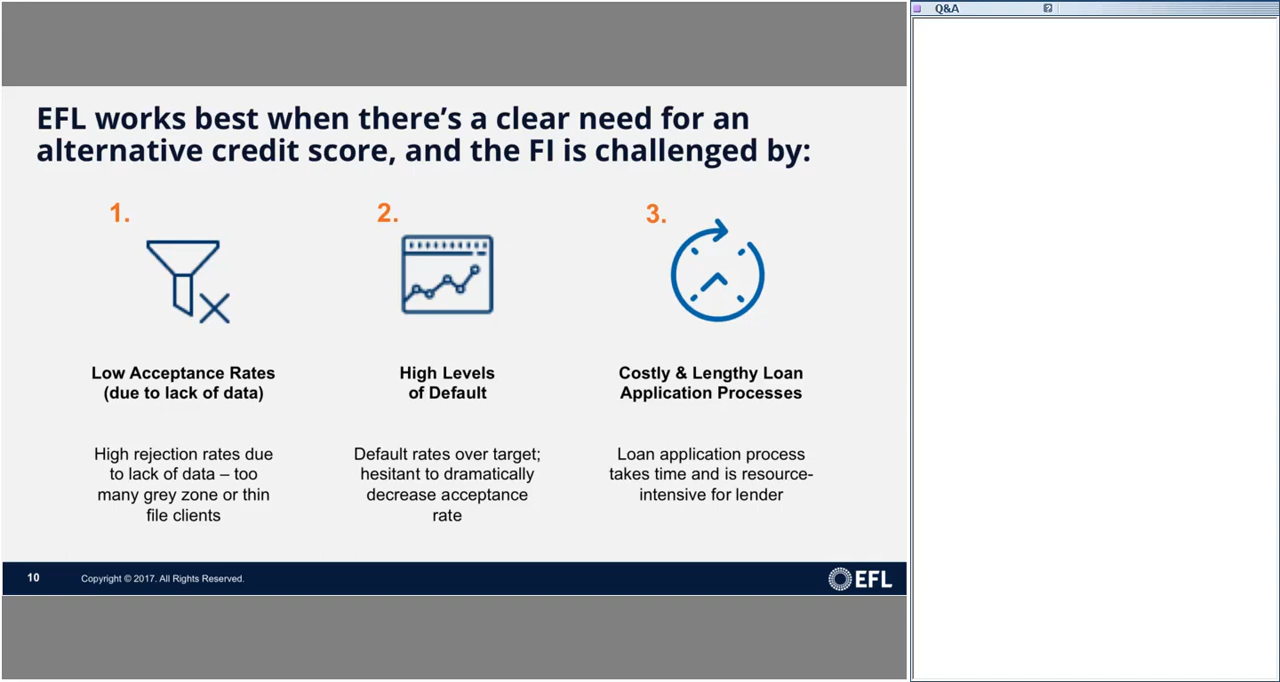 Q&A
EFL works best when there’s a clear need for an
alternative credit score, and the FI is challenged by:
1.
Low Acceptance Rates
(due to lack of data)
High rejection rates due
to lack of data – too
many grey zone or thin
file clients
2.
High Levels
of Default
Default rates over target;
hesitant to dramatically
decrease acceptance
rate
3.
Costly & Lengthy Loan
Application Processes
Loan application process
takes time and is resource-
intensive for lender
10
Copyright © 2017. All Rights Reserved.
EFL